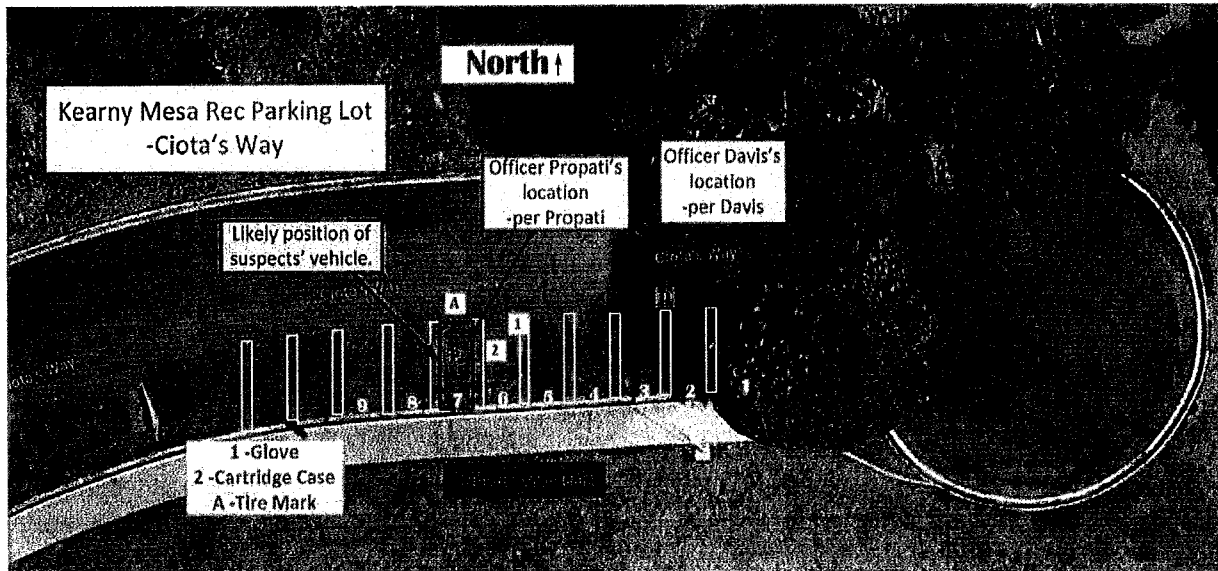 North↑
Kearny Mesa Rec Parking Lot
-Ciota's Way
Officer Propati's
location
-per Propati
Officer Davis's
location
-per Davis
Likely position of
suspects' vehicle.
Ciota's Way
A
1
2
9 8 7 6 5 4 3 2 1
1 -Glove
2 -Cartridge Case
A -Tire Mark